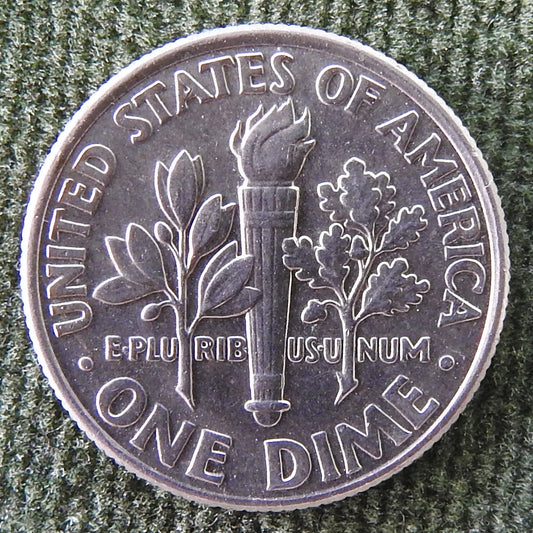 UNITED STATES OF AMERICA
E·PLURIBUS·UNUM
· ONE DIME ·